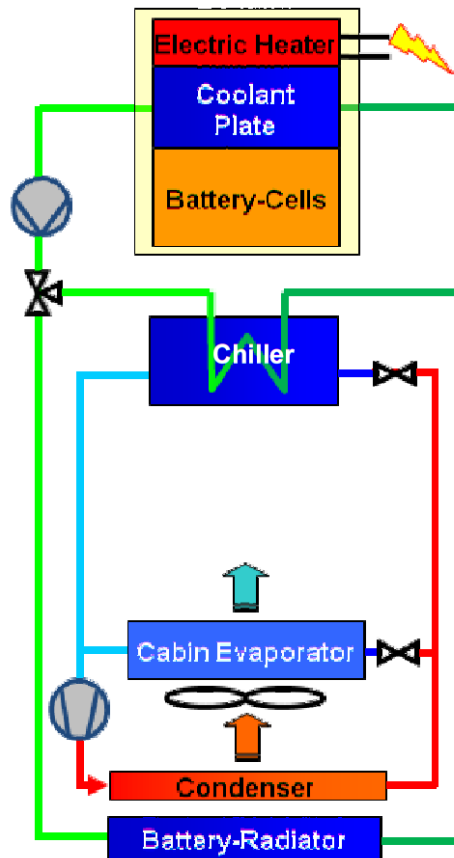 Electric Heater
Coolant
Plate
Battery-Cells
Chiller
Cabin Evaporator
Condenser
Battery-Radiator